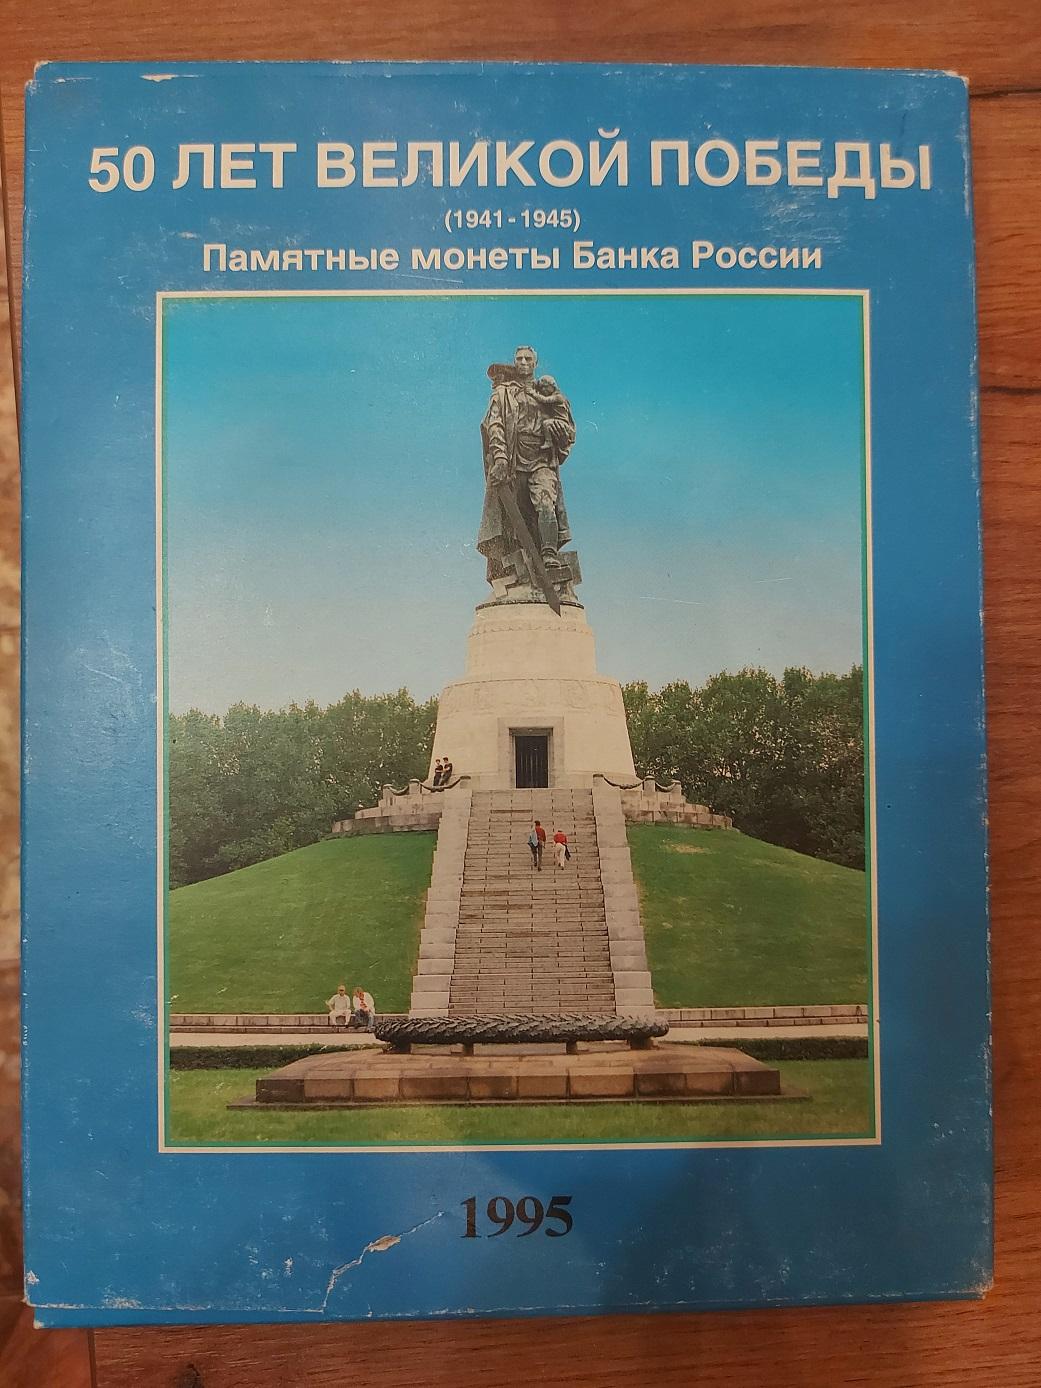 50 ЛЕТ ВЕЛИКОЙ ПОБЕДЫ
(1941-1945)
Памятные монеты Банка России
1995